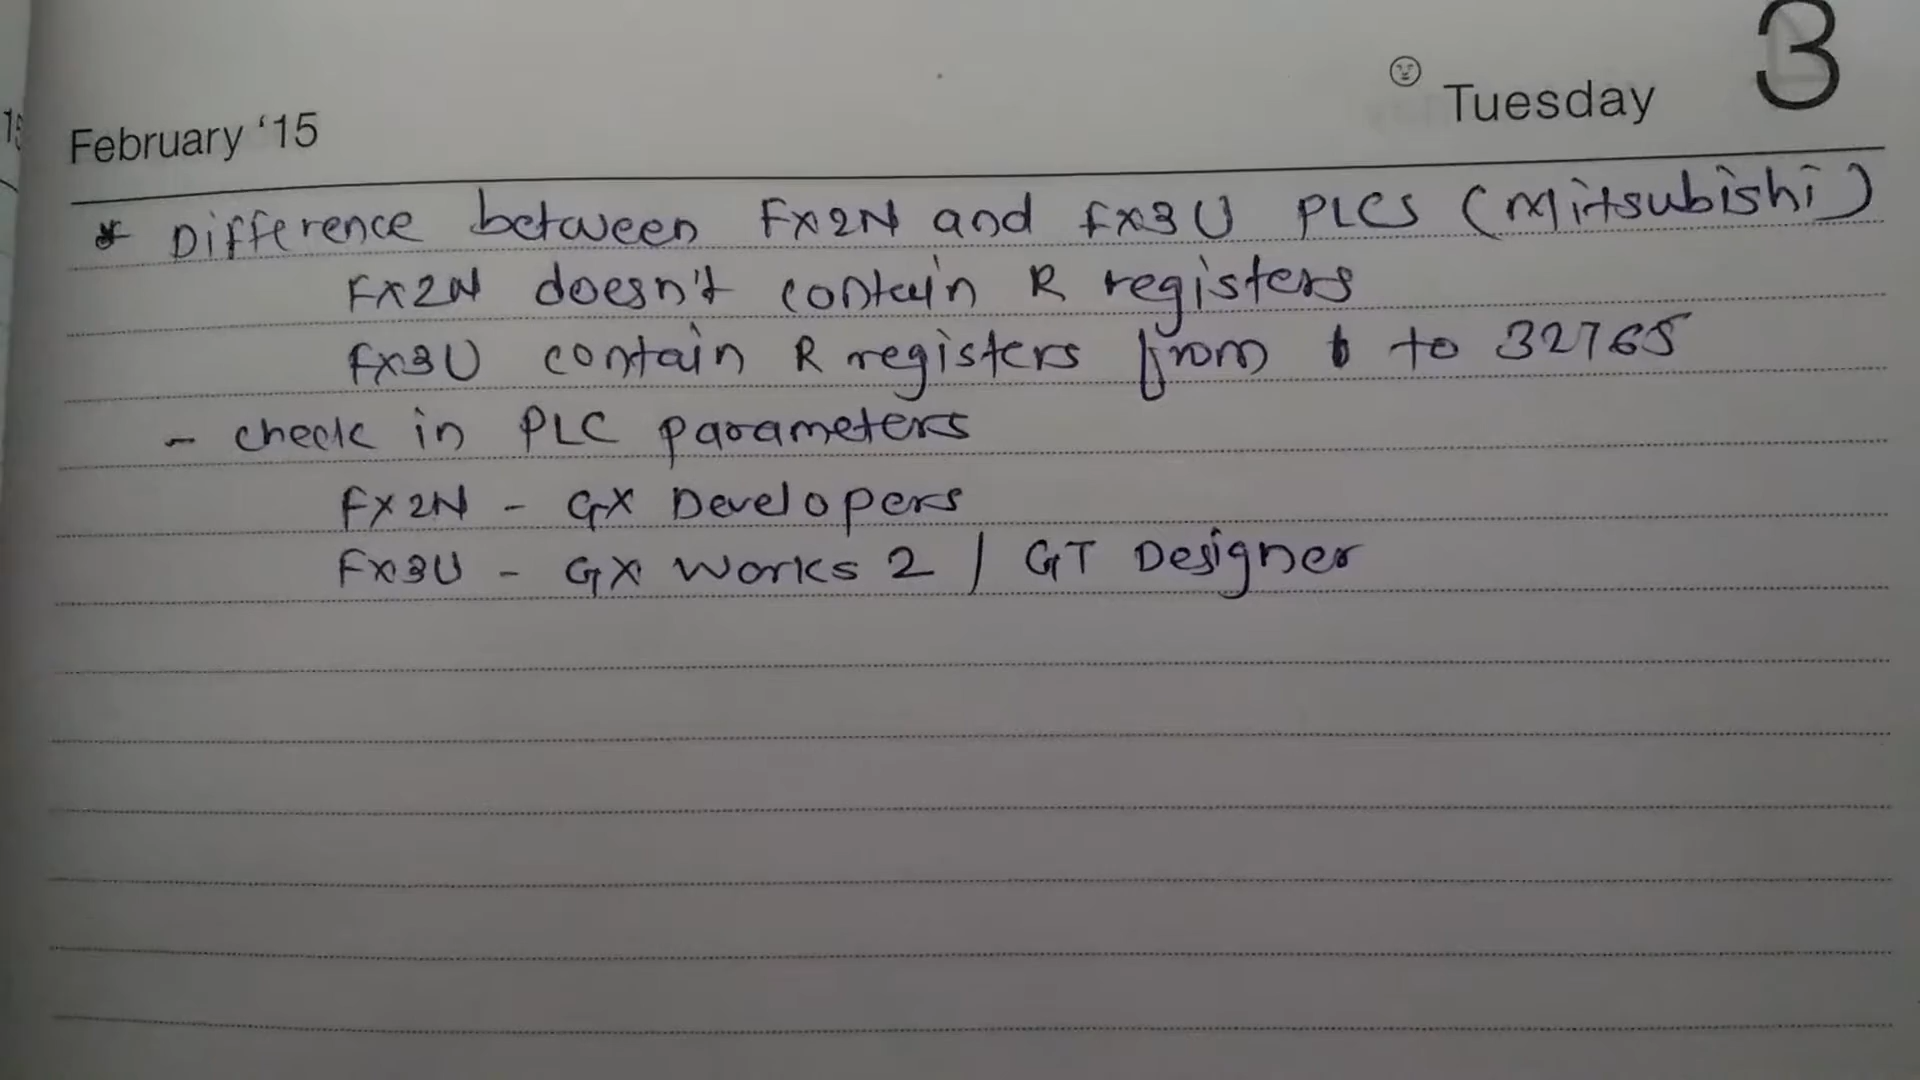 3
Tuesday
February '15
* Difference between FX2N and FX3U PLCS (Mitsubishi)
FX2N doesn't contain R registers
FX3U contain R registers from to 32765
- check in PLC parameters
FX2N - GX Developers
FX3U - GX Works 2 / GT Designer